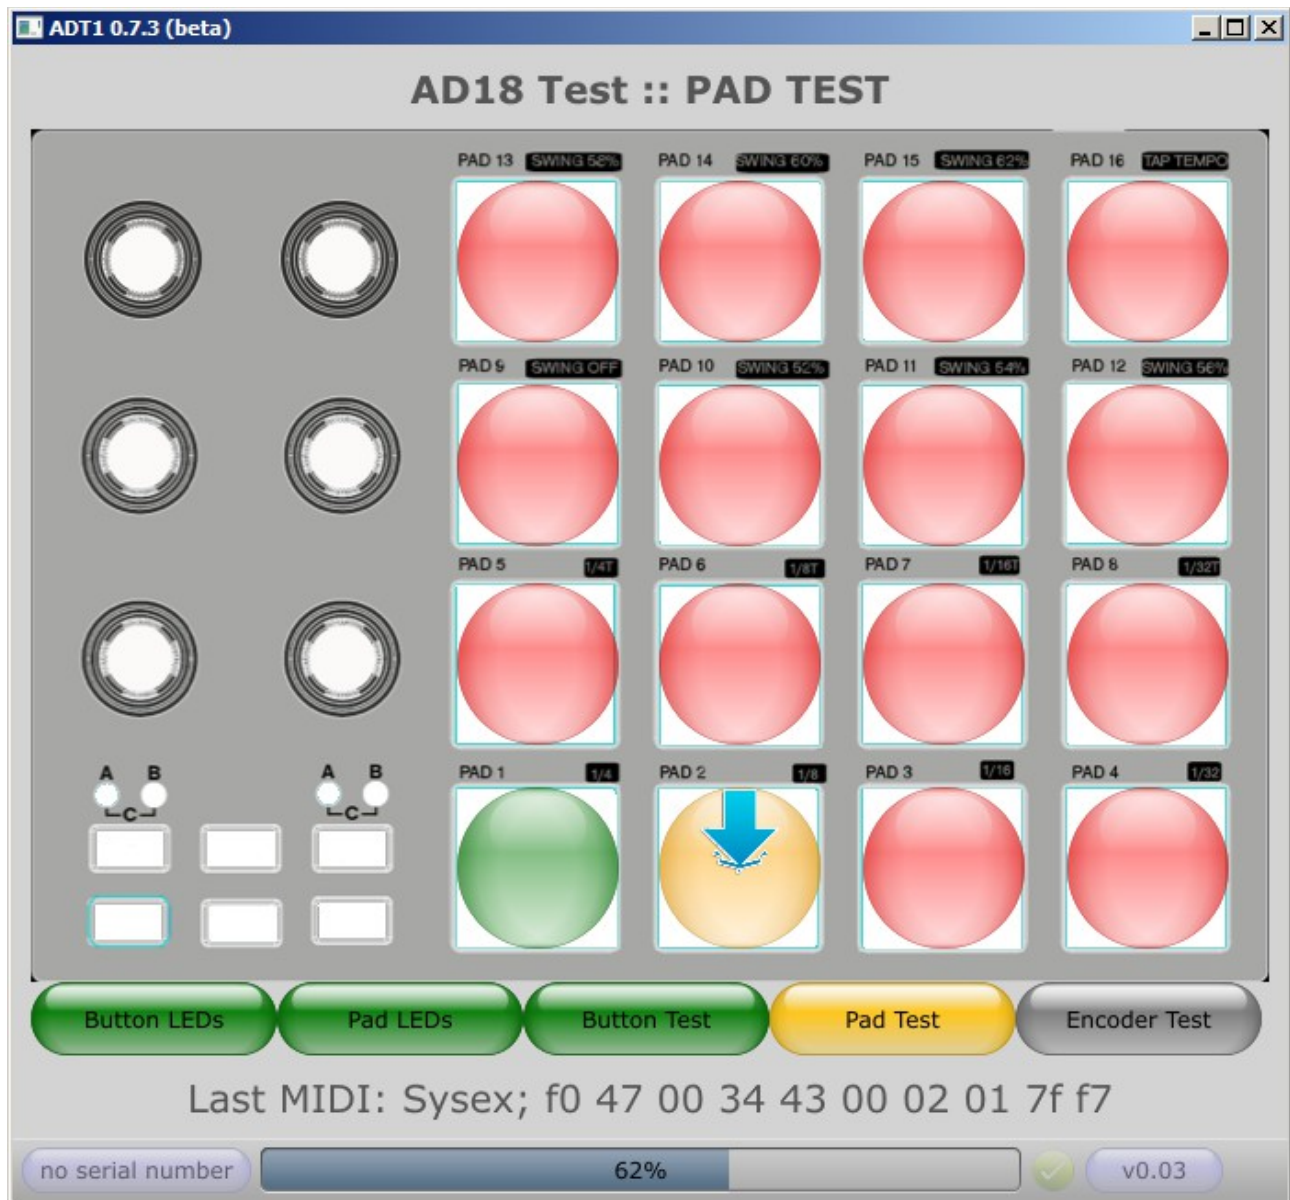 ADT1 0.7.3 (beta)
AD18 Test :: PAD TEST
PAD 13 SWING 58% PAD 14 SWING 60% PAD 15 SWING 62% PAD 16 TAP TEMPO
PAD 9 SWING OFF PAD 10 SWING 52% PAD 11 SWING 54% PAD 12 SWING 56%
PAD 5 1/4T PAD 6 1/8T PAD 7 1/16T PAD 8 1/32T
A B A B PAD 1 1/4 PAD 2 1/8 PAD 3 1/16 PAD 4 1/32
C C
Button LEDs Pad LEDs Button Test Pad Test Encoder Test
Last MIDI: Sysex; f0 47 00 34 43 00 02 01 7f f7
no serial number 62% v0.03